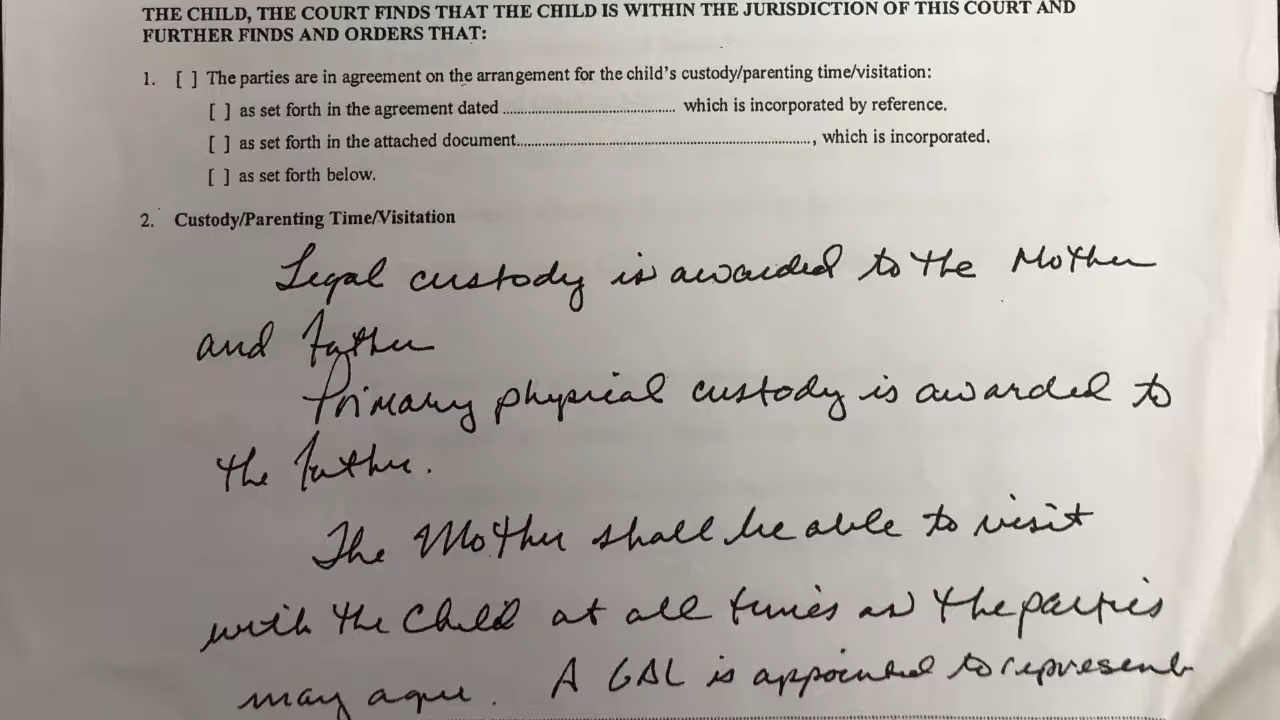 THE CHILD, THE COURT FINDS THAT THE CHILD IS WITHIN THE JURISDICTION OF THIS COURT AND
FURTHER FINDS AND ORDERS THAT:
1. [ ] The parties are in agreement on the arrangement for the child's custody/parenting time/visitation:
[ ] as set forth in the agreement dated ................................................ which is incorporated by reference.
[ ] as set forth in the attached document..............................................................................., which is incorporated.
[ ] as set forth below.
2. Custody/Parenting Time/Visitation
Legal custody is awarded to the Mother
and father
Primary physical custody is awarded to
the father.
The Mother shall be able to visit
with the Child at all times as the parties
may agree. A GAL is appointed to represent